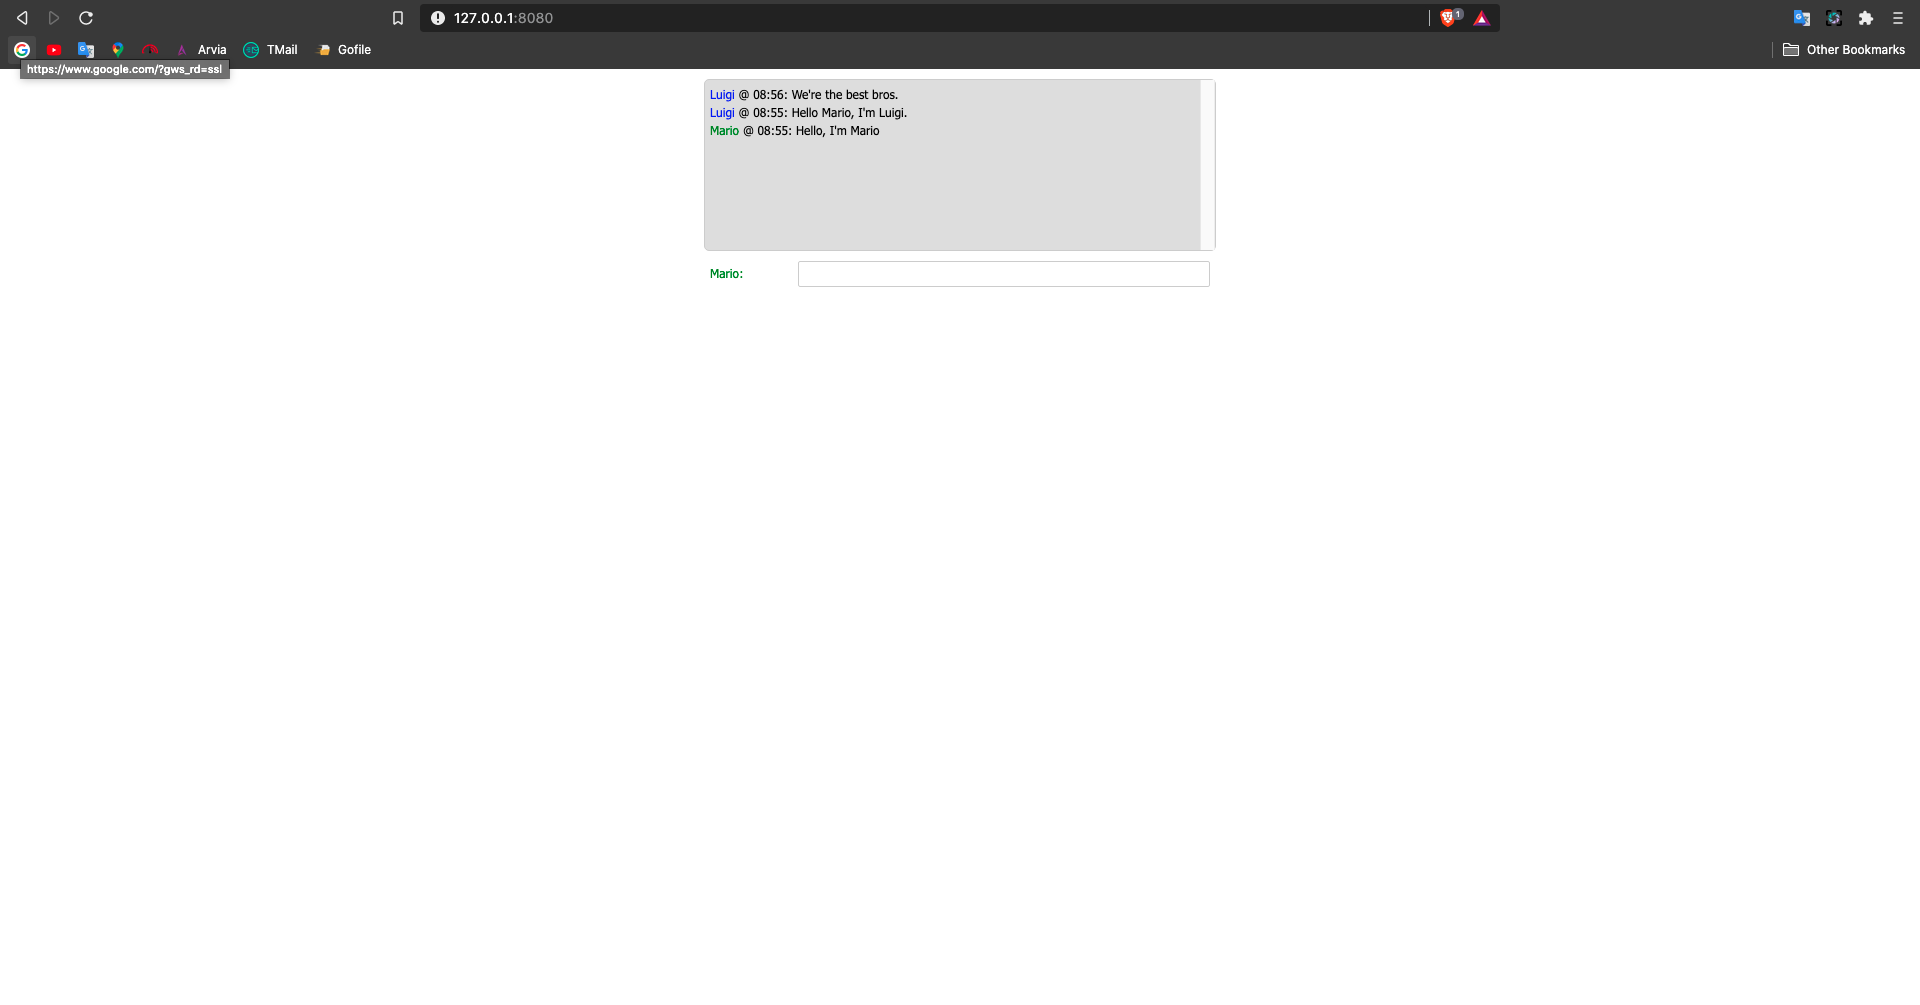 127.0.0.1:8080
1
Arvia
TMail
Gofile
Other Bookmarks
https://www.google.com/?gws_rd=ssl
Luigi @ 08:56: We're the best bros.
Luigi @ 08:55: Hello Mario, I'm Luigi.
Mario @ 08:55: Hello, I'm Mario
Mario: